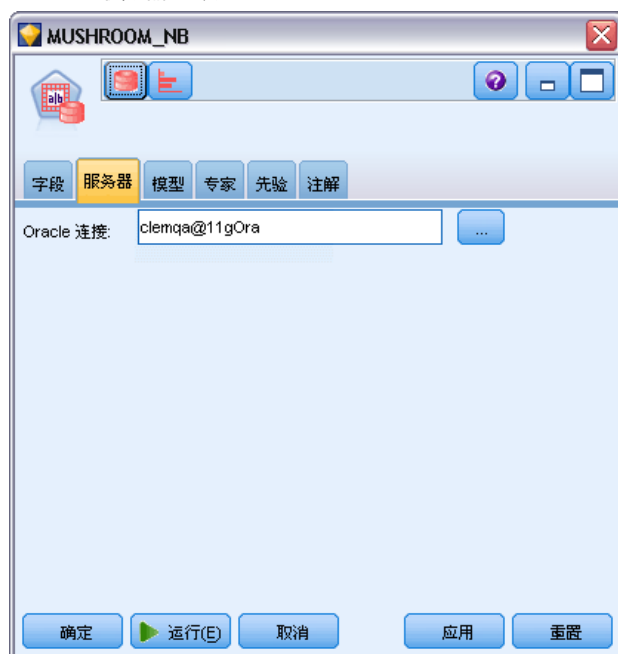 MUSHROOM_NB
a|b
字段 服务器 模型 专家 先验 注解
Oracle 连接: clemqa@11gOra ...
确定 运行(E) 取消 应用 重置